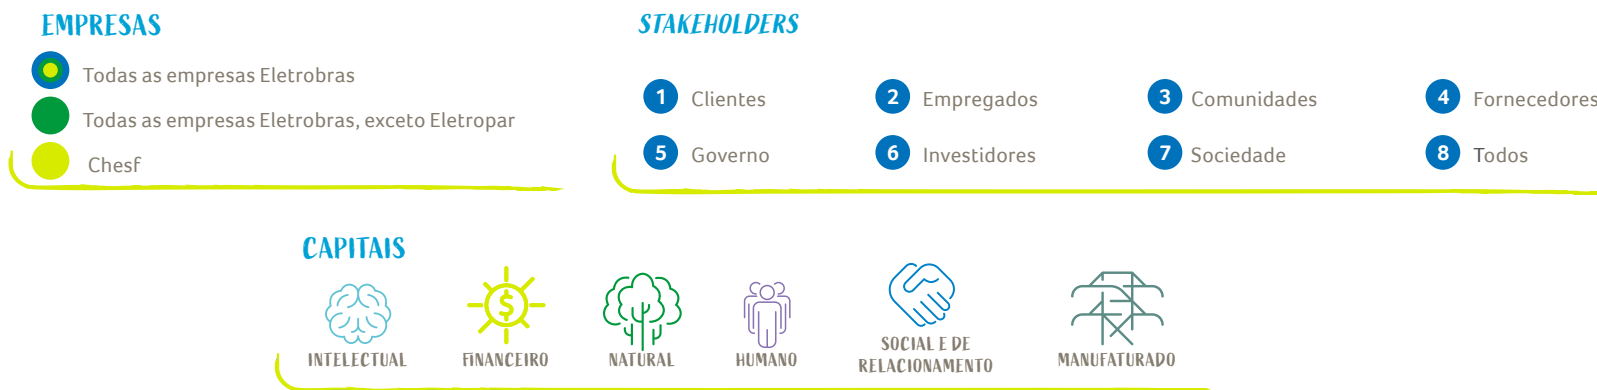 EMPRESAS
Todas as empresas Eletrobras
Todas as empresas Eletrobras, exceto Eletropar
Chesf
STAKEHOLDERS
1 Clientes
2 Empregados
3 Comunidades
4 Fornecedores
5 Governo
6 Investidores
7 Sociedade
8 Todos
CAPITAIS
INTELECTUAL
$
FINANCEIRO
NATURAL
HUMANO
SOCIAL E DE
RELACIONAMENTO
MANUFATURADO